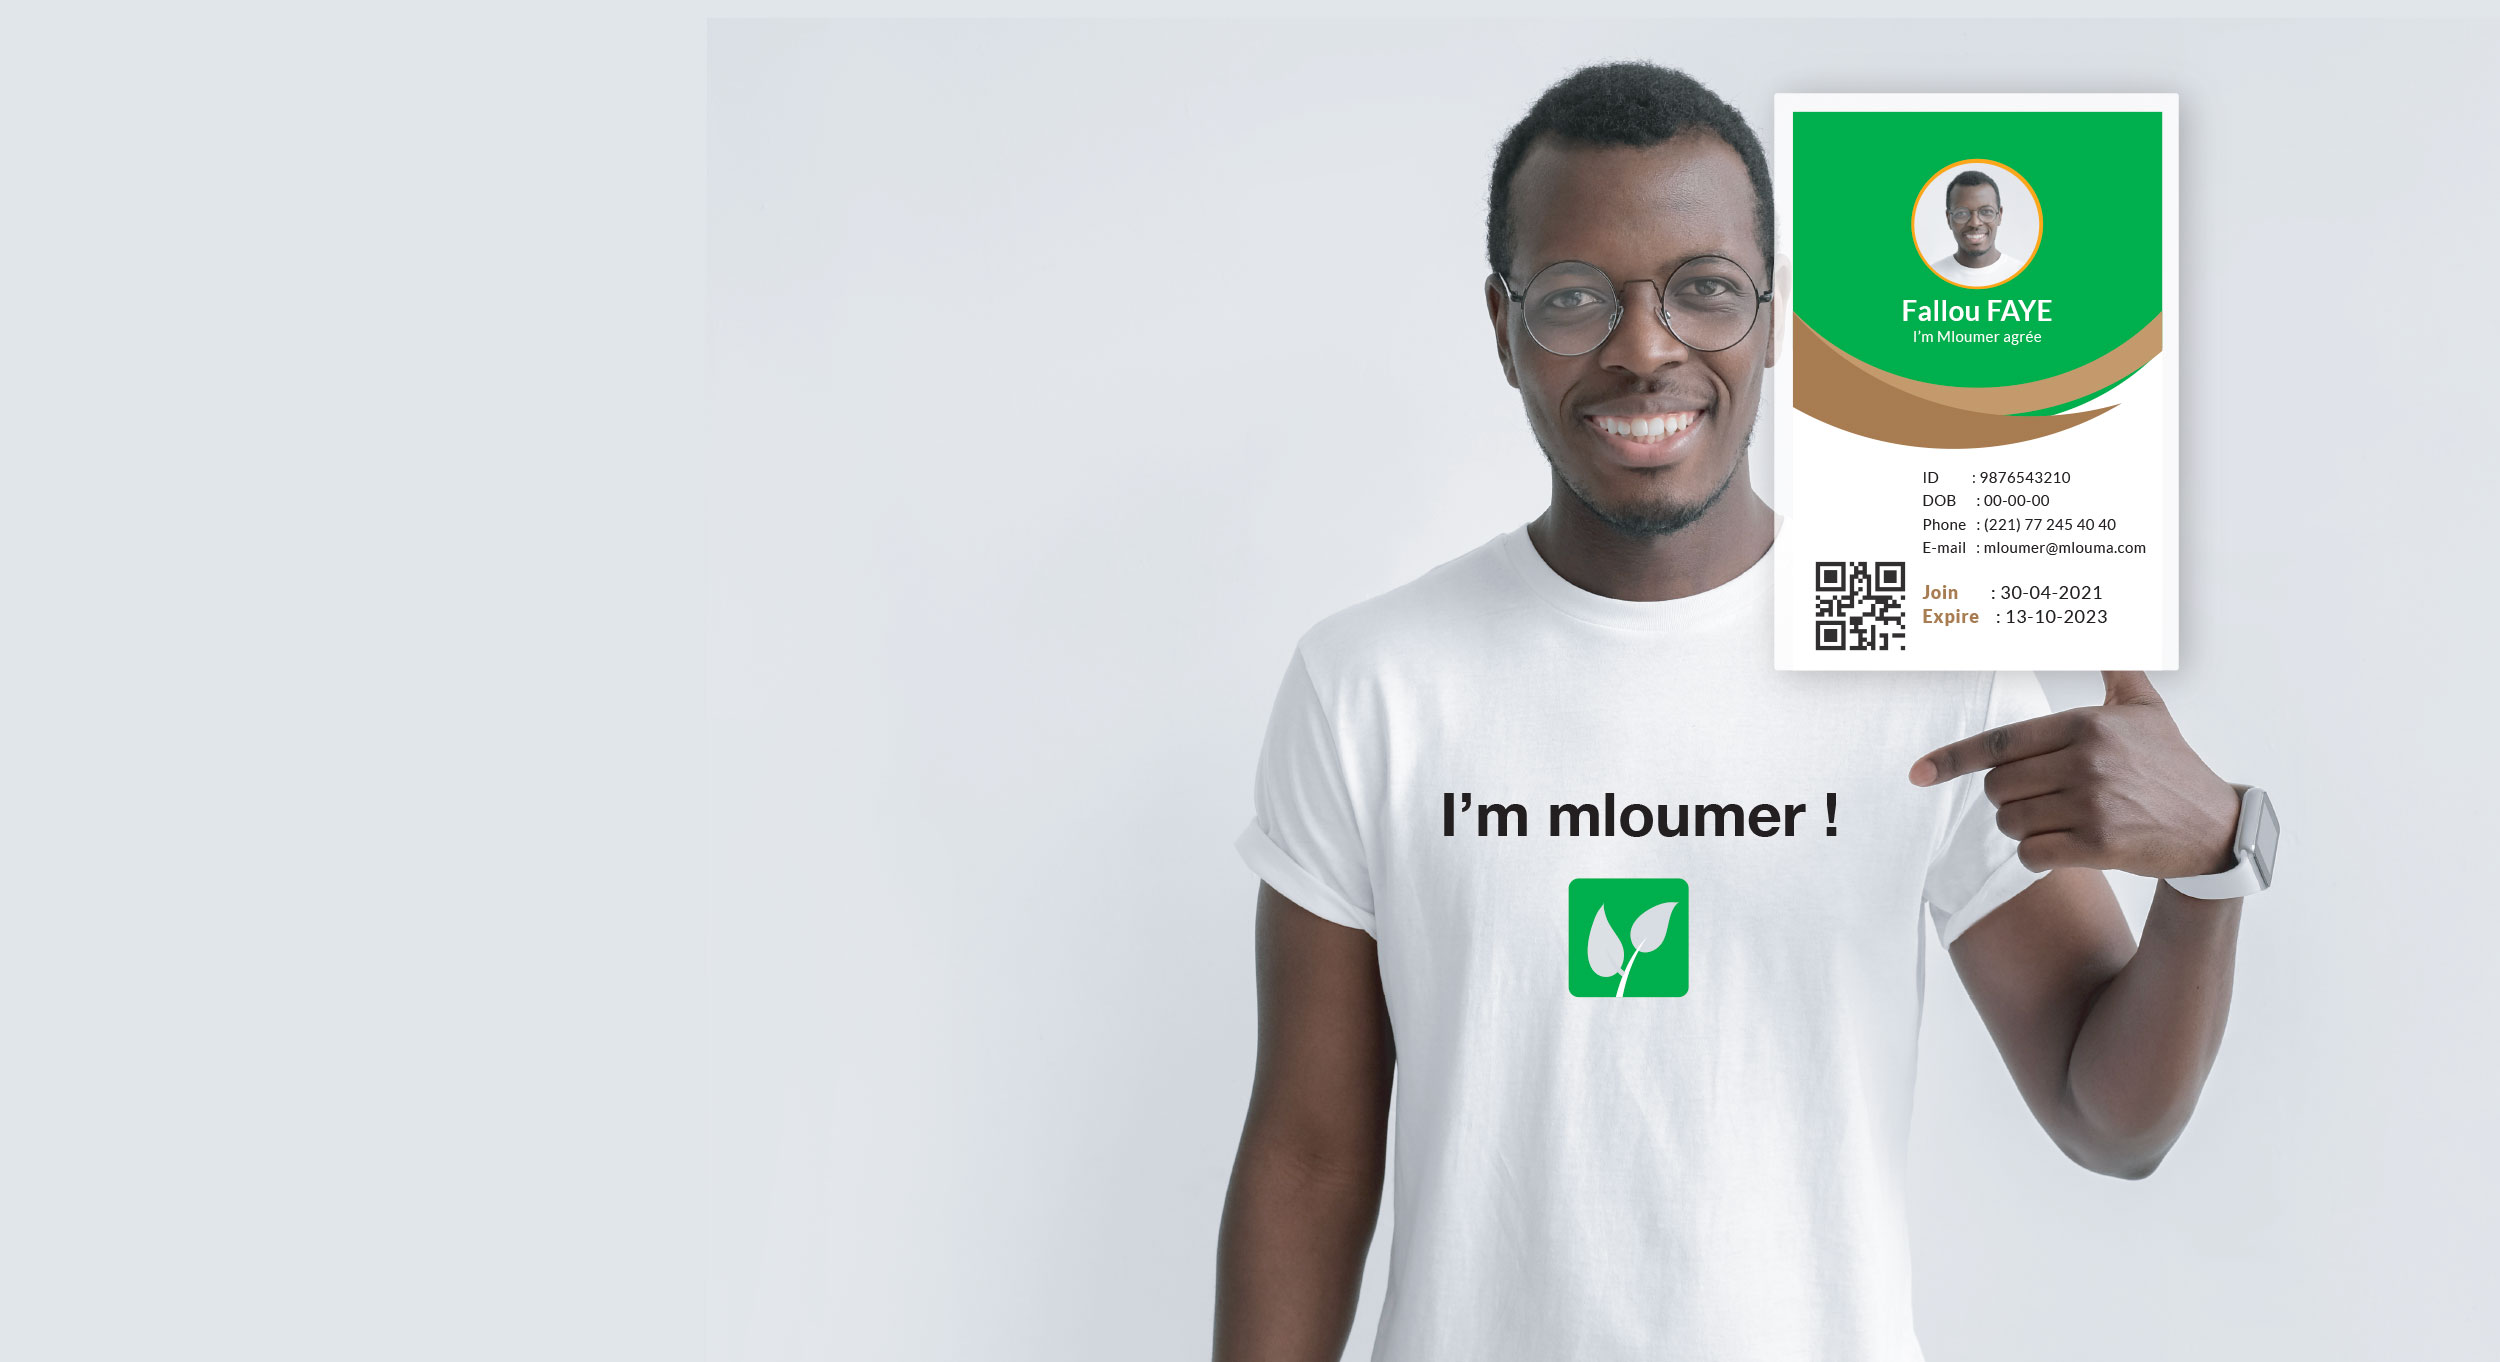 Fallou FAYE
I'm Mloumer agrée
ID : 9876543210
DOB : 00-00-00
Phone : (221) 77 245 40 40
E-mail : mloumer@mlouma.com
Join : 30-04-2021
Expire : 13-10-2023
I’m mloumer !